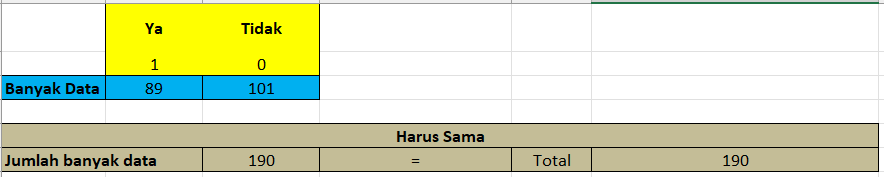 Ya Tidak
1 0
Banyak Data 89 101
Harus Sama
Jumlah banyak data 190 = Total 190